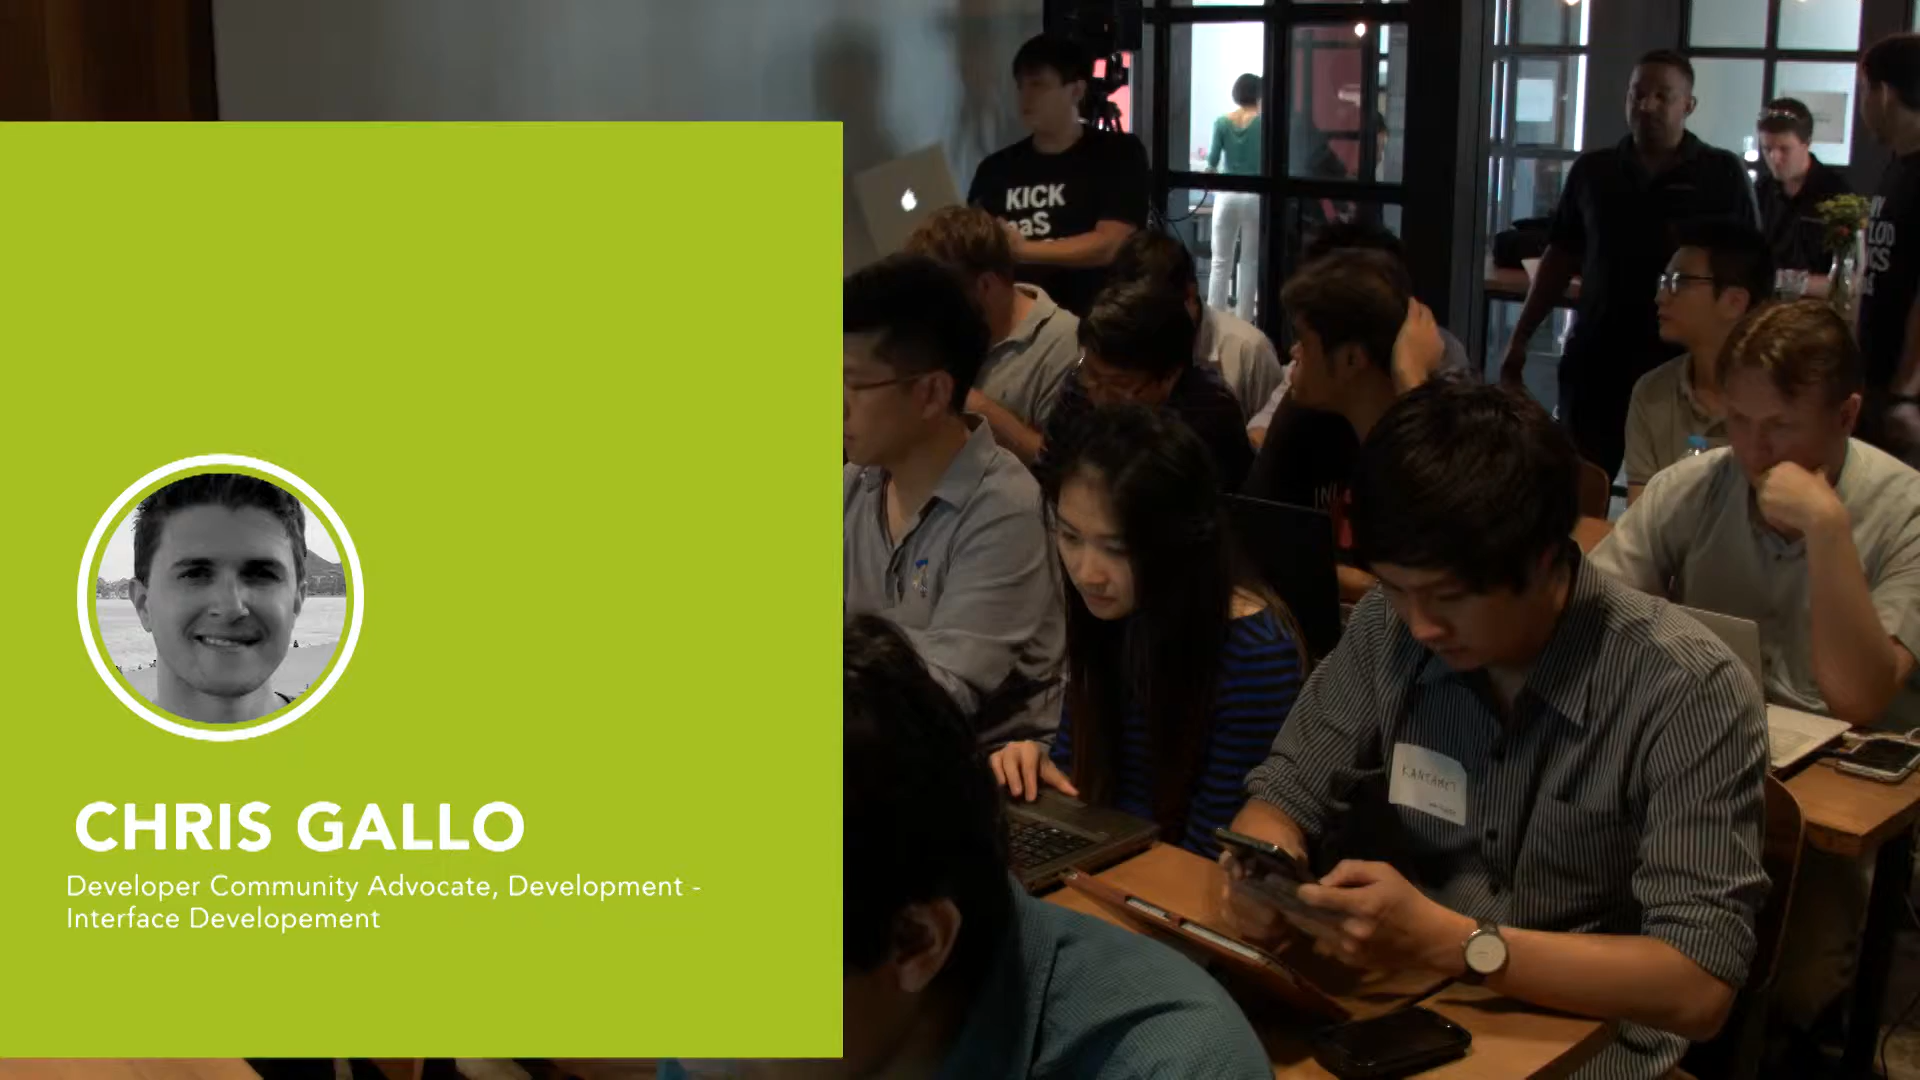 CHRIS GALLO
Developer Community Advocate, Development -
Interface Developement
KICK
aaS